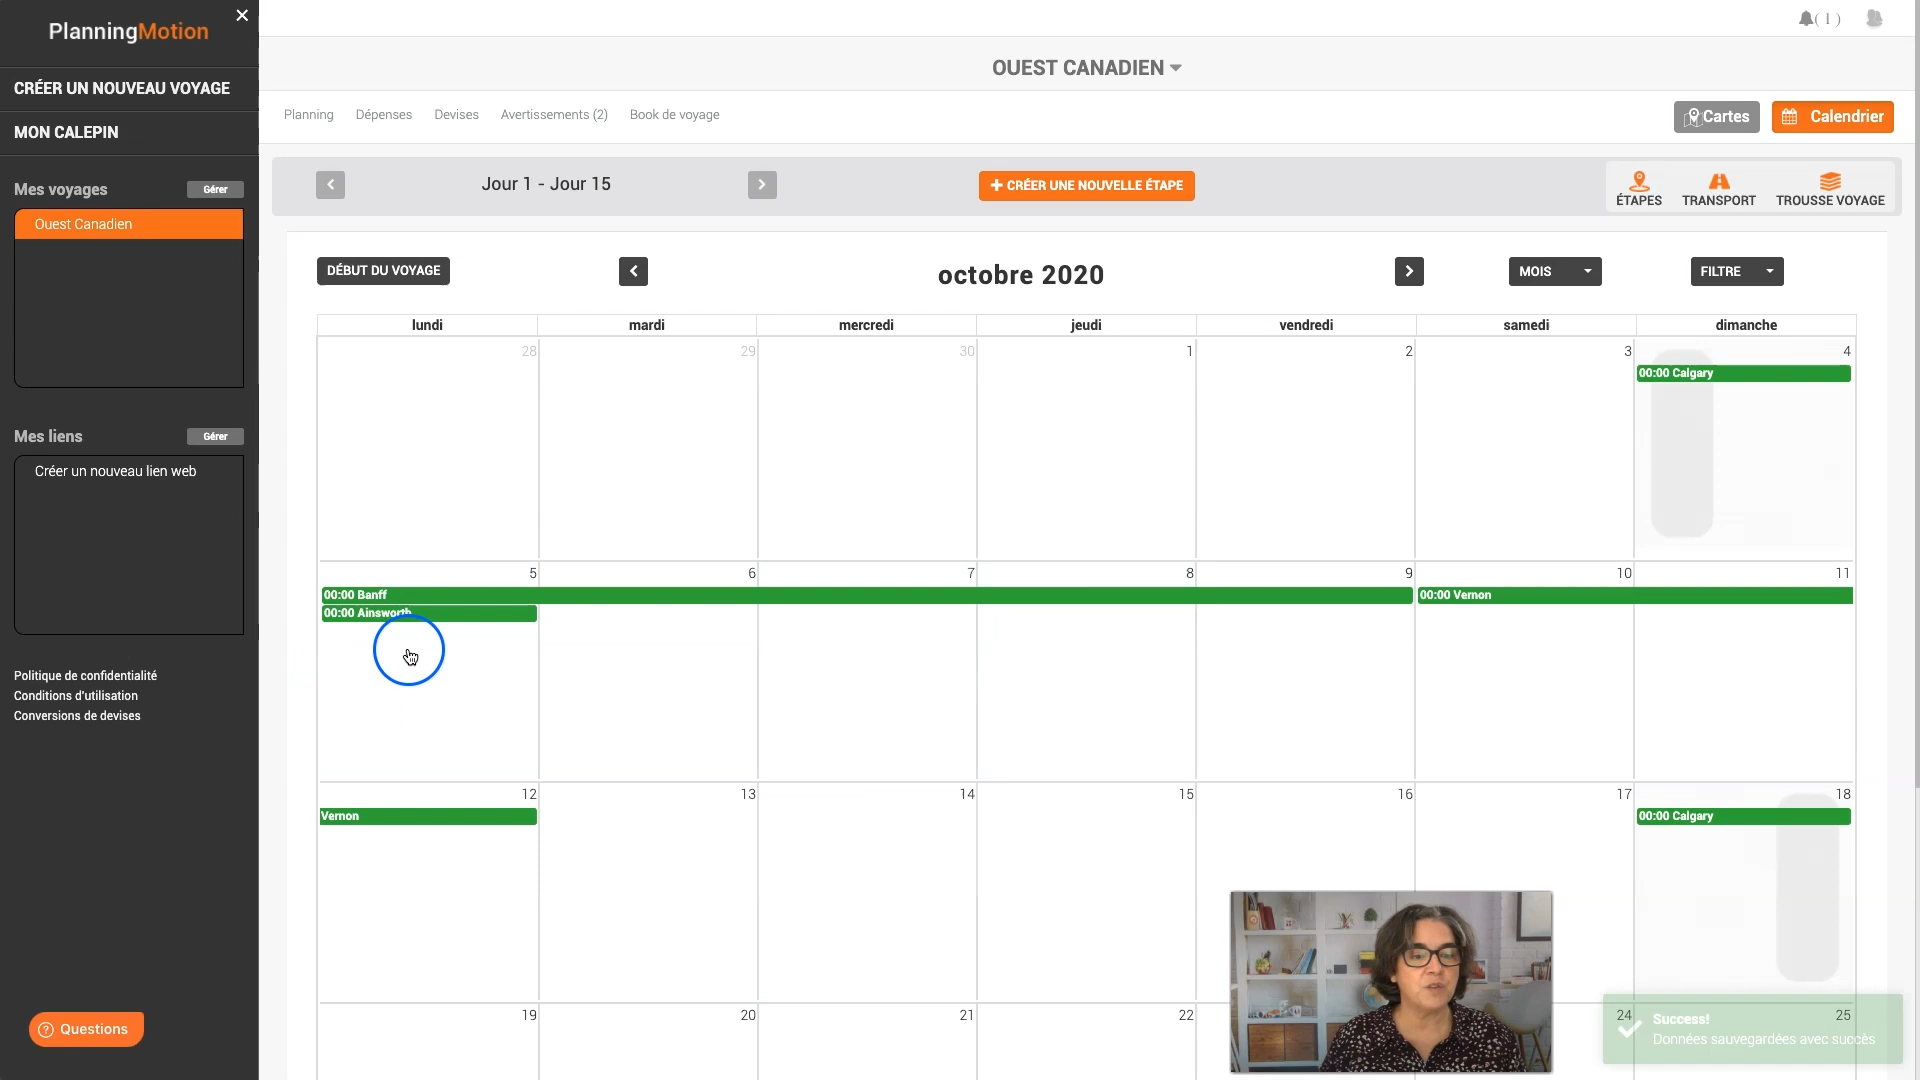 PlanningMotion
CRÉER UN NOUVEAU VOYAGE
MON CALEPIN
Mes voyages
Gérer
Ouest Canadien
Mes liens
Gérer
Créer un nouveau lien web
Politique de confidentialité
Conditions d'utilisation
Conversions de devises
Questions
( 1 )
OUEST CANADIEN
Planning Dépenses Devises Avertissements (2) Book de voyage
Cartes
Calendrier
Jour 1 - Jour 15
CRÉER UNE NOUVELLE ÉTAPE
ÉTAPES TRANSPORT TROUSSE VOYAGE
DÉBUT DU VOYAGE
octobre 2020
MOIS
FILTRE
lundi mardi mercredi jeudi vendredi samedi dimanche
28 29 30 1 2 3 4
00:00 Calgary
5 6 7 8 9 10 11
00:00 Banff 00:00 Vernon
00:00 Ainsworth
12 13 14 15 16 17 18
Vernon 00:00 Calgary
19 20 21 22 24 25
Success!
Données sauvegardées avec succès